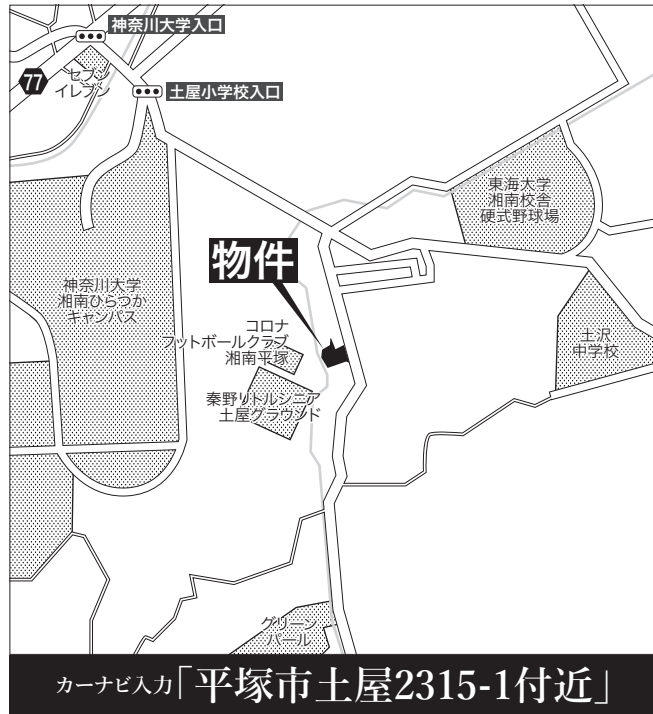 神奈川大学入口
77
セブン
イレブン
土屋小学校入口
東海大学
湘南校舎
硬式野球場
物件
神奈川大学
湘南ひらつか
キャンパス
コロナ
フットボールクラブ
湘南平塚
土沢
中学校
秦野リトルシニア
土屋グラウンド
グリーン
パール
カーナビ入力「平塚市土屋2315-1付近」